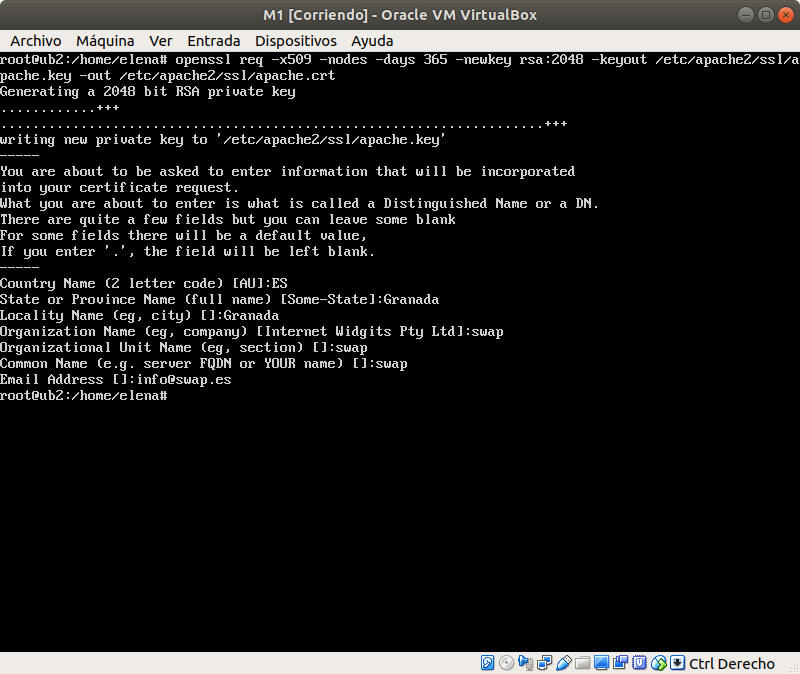 M1 [Corriendo] - Oracle VM VirtualBox
Archivo Máquina Ver Entrada Dispositivos Ayuda
root@ub2:/home/elena# openssl req -x509 -nodes -days 365 -newkey rsa:2048 -keyout /etc/apache2/ssl/a
pache.key -out /etc/apache2/ssl/apache.crt
Generating a 2048 bit RSA private key
............+++
....................................................................+++
writing new private key to '/etc/apache2/ssl/apache.key'
-----
You are about to be asked to enter information that will be incorporated
into your certificate request.
What you are about to enter is what is called a Distinguished Name or a DN.
There are quite a few fields but you can leave some blank
For some fields there will be a default value,
If you enter '.', the field will be left blank.
-----
Country Name (2 letter code) [AU]:ES
State or Province Name (full name) [Some-State]:Granada
Locality Name (eg, city) []:Granada
Organization Name (eg, company) [Internet Widgits Pty Ltd]:swap
Organizational Unit Name (eg, section) []:swap
Common Name (e.g. server FQDN or YOUR name) []:swap
Email Address []:info@swap.es
root@ub2:/home/elena#
Ctrl Derecho